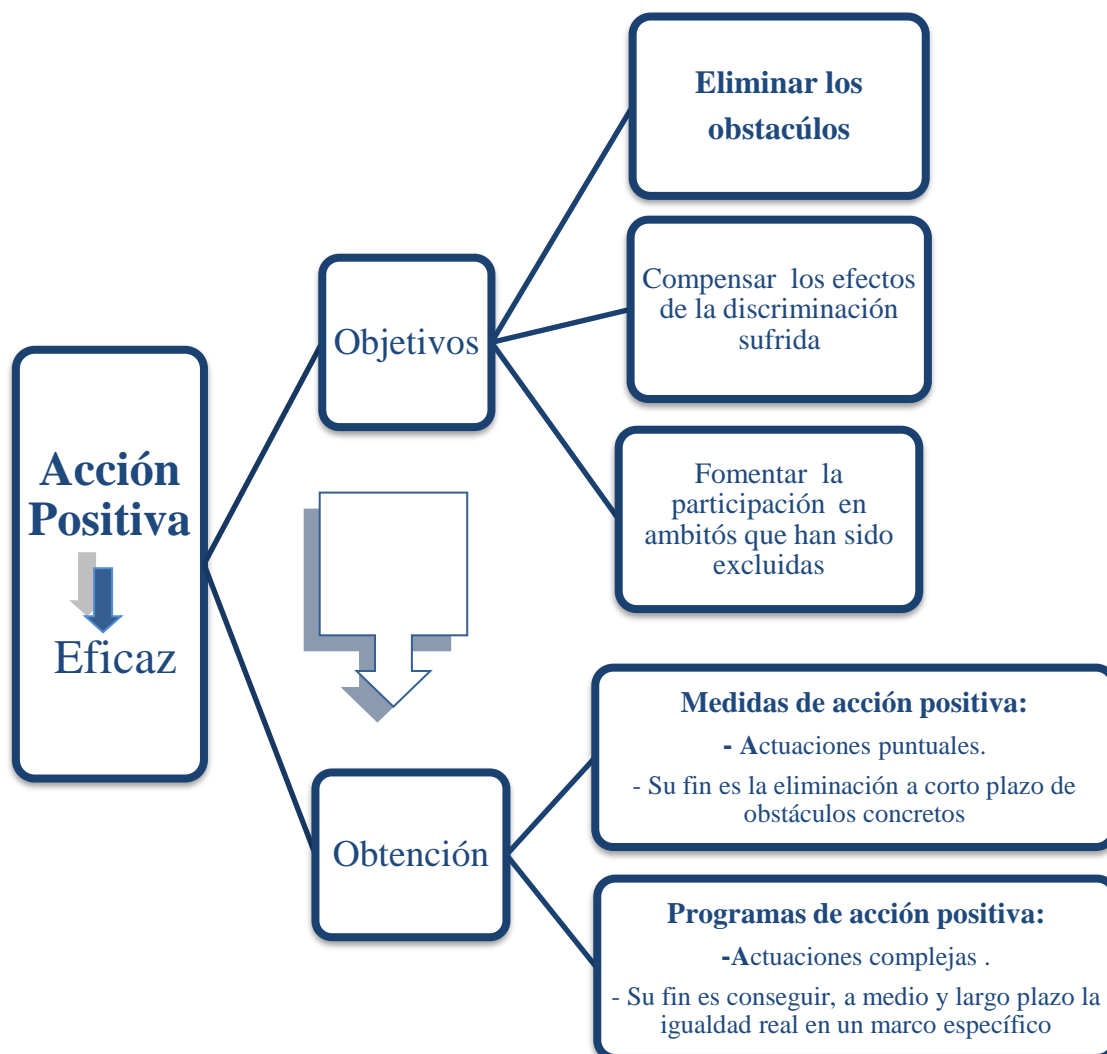 Acción
Positiva
Eficaz
Objetivos
Eliminar los
obstacúlos
Compensar los efectos
de la discriminación
sufrida
Fomentar la
participación en
ambitós que han sido
excluidas
Obtención
Medidas de acción positiva:
- Actuaciones puntuales.
- Su fin es la eliminación a corto plazo de
obstáculos concretos
Programas de acción positiva:
-Actuaciones complejas .
- Su fin es conseguir, a medio y largo plazo la
igualdad real en un marco específico